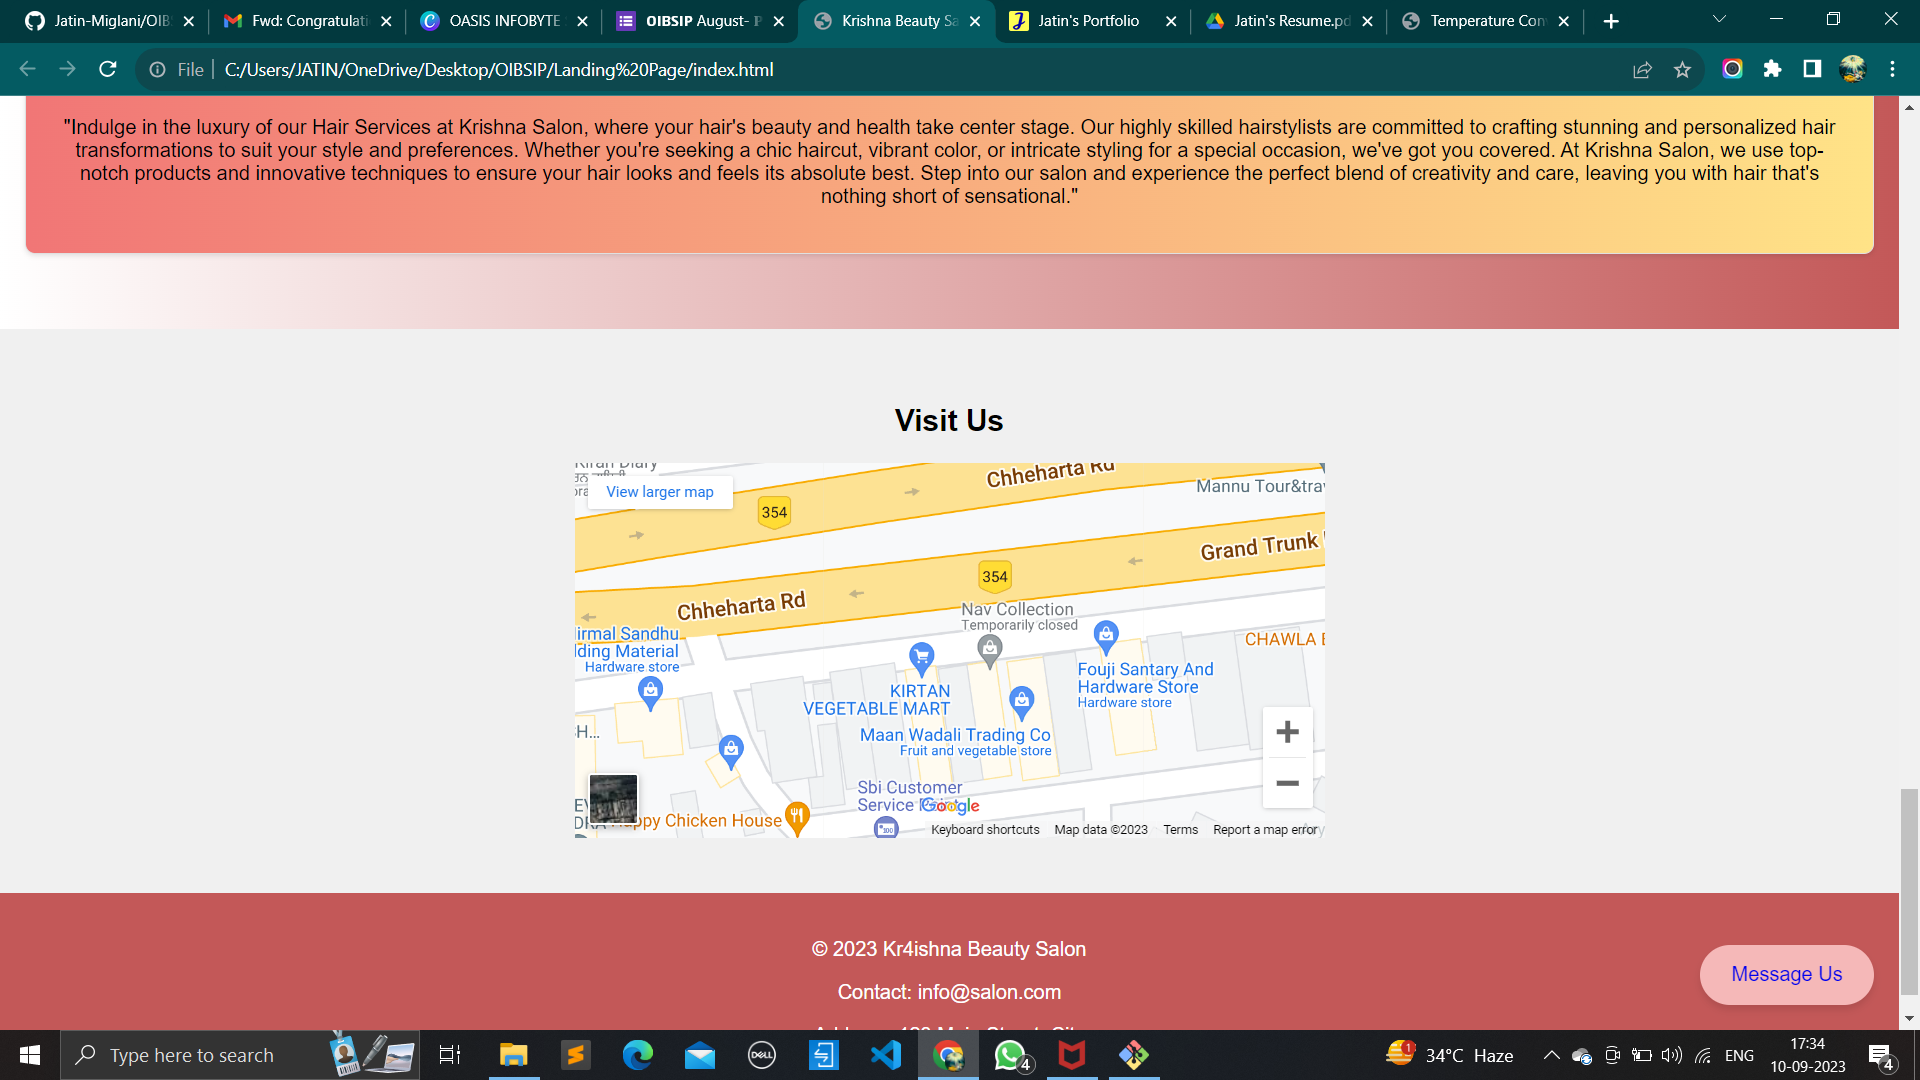 Jatin-Miglani/OIB
Fwd: Congratulati
OASIS INFOBYTE
OIBSIP August- P
Krishna Beauty Sa
Jatin's Portfolio
Jatin's Resume.pd
Temperature Con
File
C:/Users/JATIN/OneDrive/Desktop/OIBSIP/Landing%20Page/index.html
"Indulge in the luxury of our Hair Services at Krishna Salon, where your hair's beauty and health take center stage. Our highly skilled hairstylists are committed to crafting stunning and personalized hair
transformations to suit your style and preferences. Whether you're seeking a chic haircut, vibrant color, or intricate styling for a special occasion, we've got you covered. At Krishna Salon, we use top-
notch products and innovative techniques to ensure your hair looks and feels its absolute best. Step into our salon and experience the perfect blend of creativity and care, leaving you with hair that's
nothing short of sensational."
Visit Us
Kiran Diary
View larger map
Chheharta Rd
Mannu Tour&tra
354
Grand Trunk
354
Chheharta Rd
Nav Collection
Temporarily closed
irmal Sandhu
lding Material
Hardware store
CHAWLA
Fouji Santary And
Hardware Store
Hardware store
KIRTAN
VEGETABLE MART
Maan Wadali Trading Co
Fruit and vegetable store
Sbi Customer
Service
Google
ppy Chicken House
Keyboard shortcuts
Map data ©2023
Terms
Report a map error
© 2023 Kr4ishna Beauty Salon
Contact: info@salon.com
Message Us
Type here to search
DELL
4
1
34°C Haze
ENG
17:34
10-09-2023
4